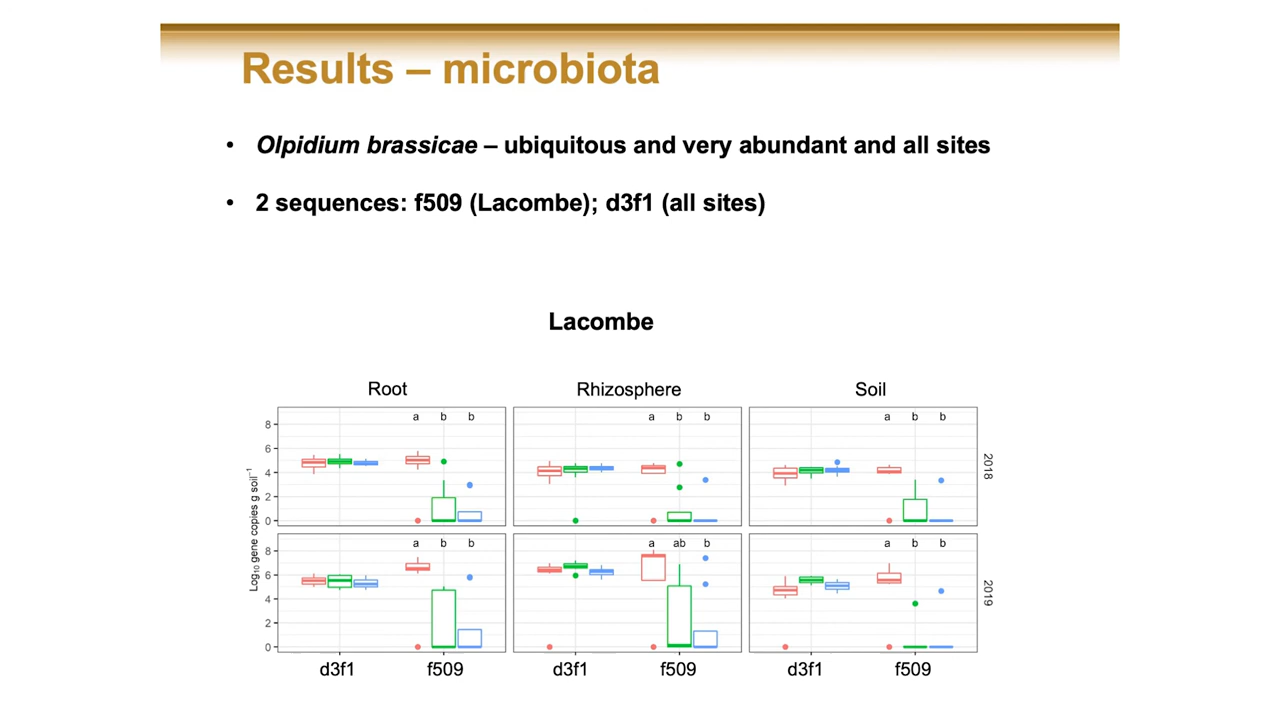 Results – microbiota
• Olpidium brassicae – ubiquitous and very abundant and all sites
• 2 sequences: f509 (Lacombe); d3f1 (all sites)
Lacombe
Root Rhizosphere Soil
a b b a b b a b b
8
6
4
2
0
2018
Log10 gene copies g soil⁻¹
a b b a ab b a b b
8
6
4
2
0
2019
d3f1 f509 d3f1 f509 d3f1 f509